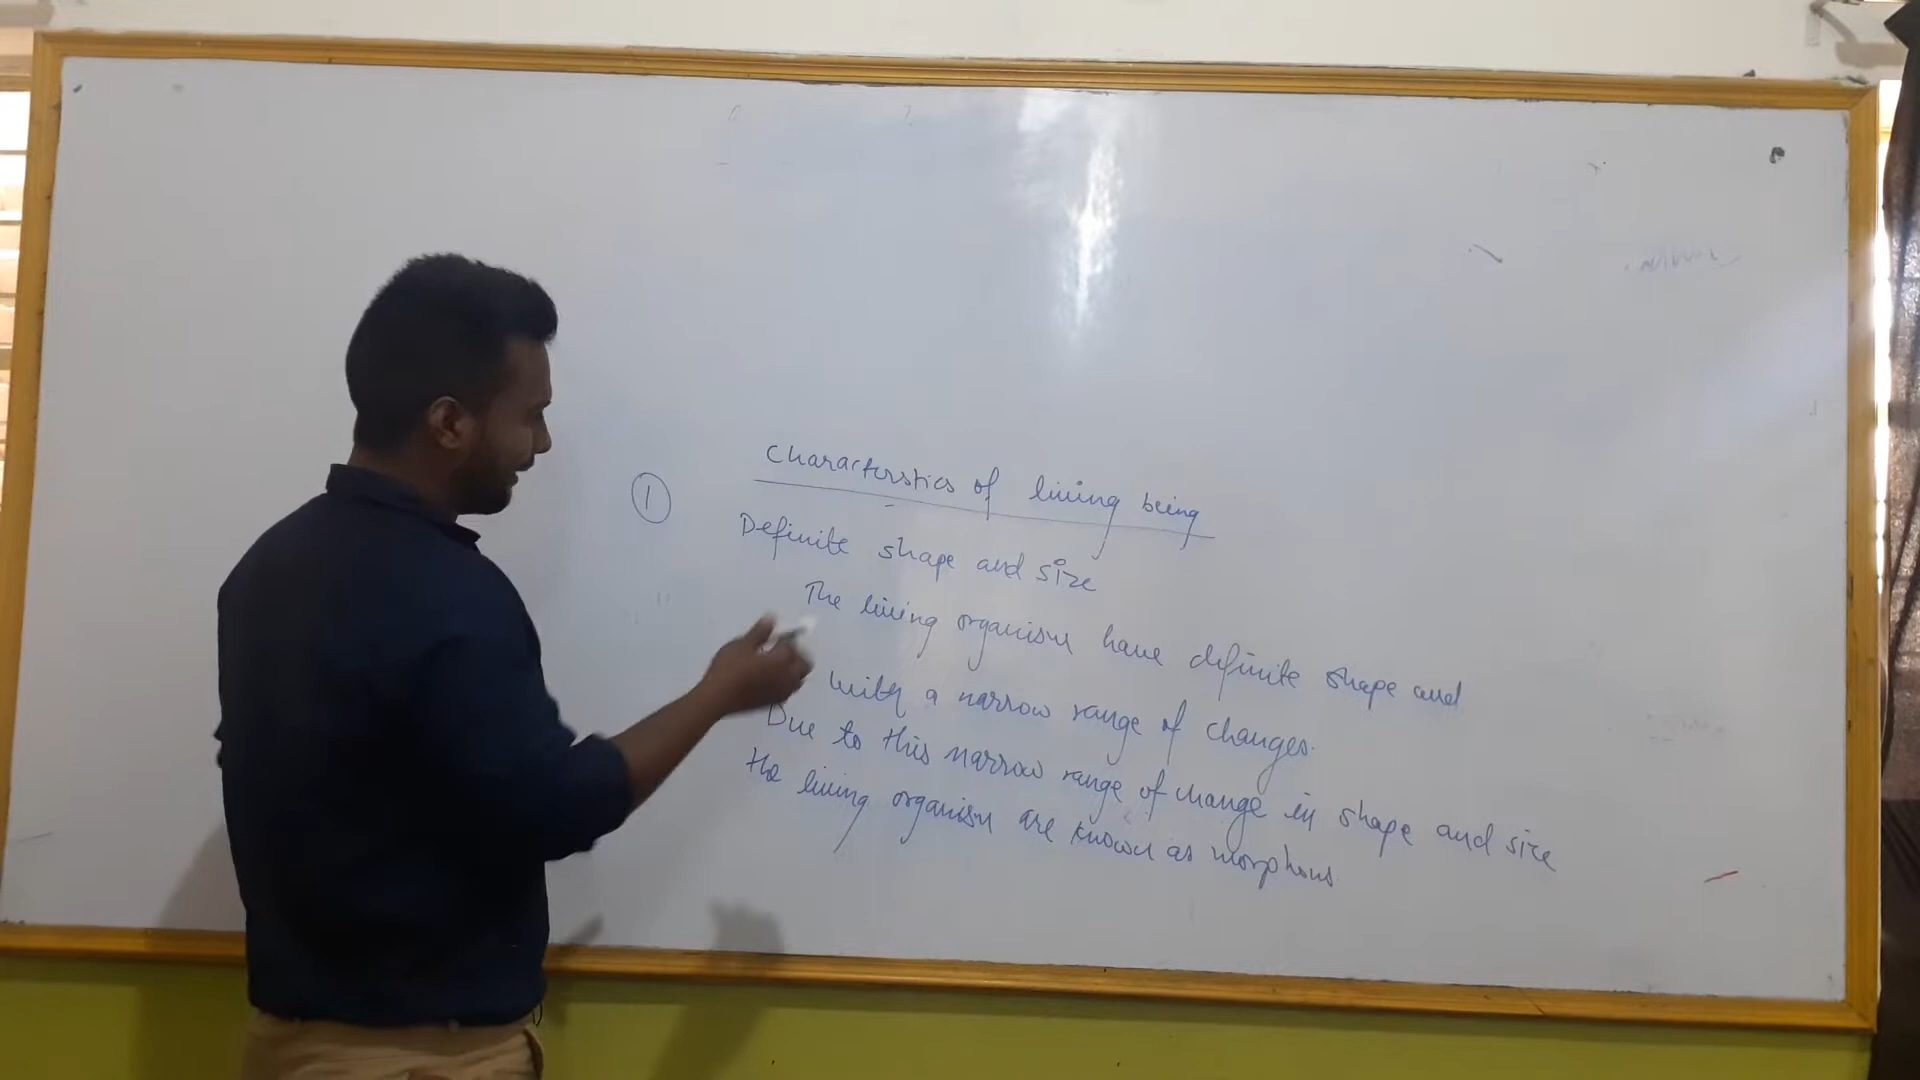 Characterstics of living being
① Definite shape and size
The living organism have definite shape and
with a narrow range of changes.
Due to this narrow range of change in shape and size
the living organism are known as morphous.